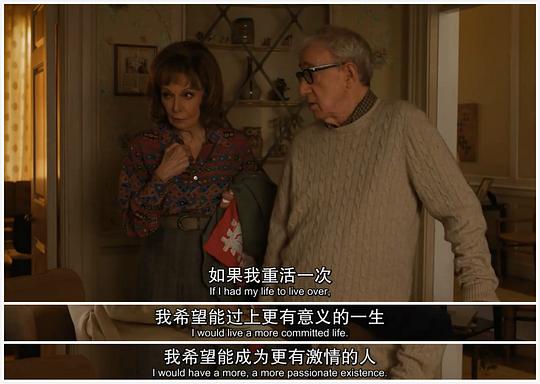 如果我重活一次
If I had my life to live over,
我希望能过上更有意义的一生
I would live a more committed life.
我希望能成为更有激情的人
I would have a more, a more passionate existence.